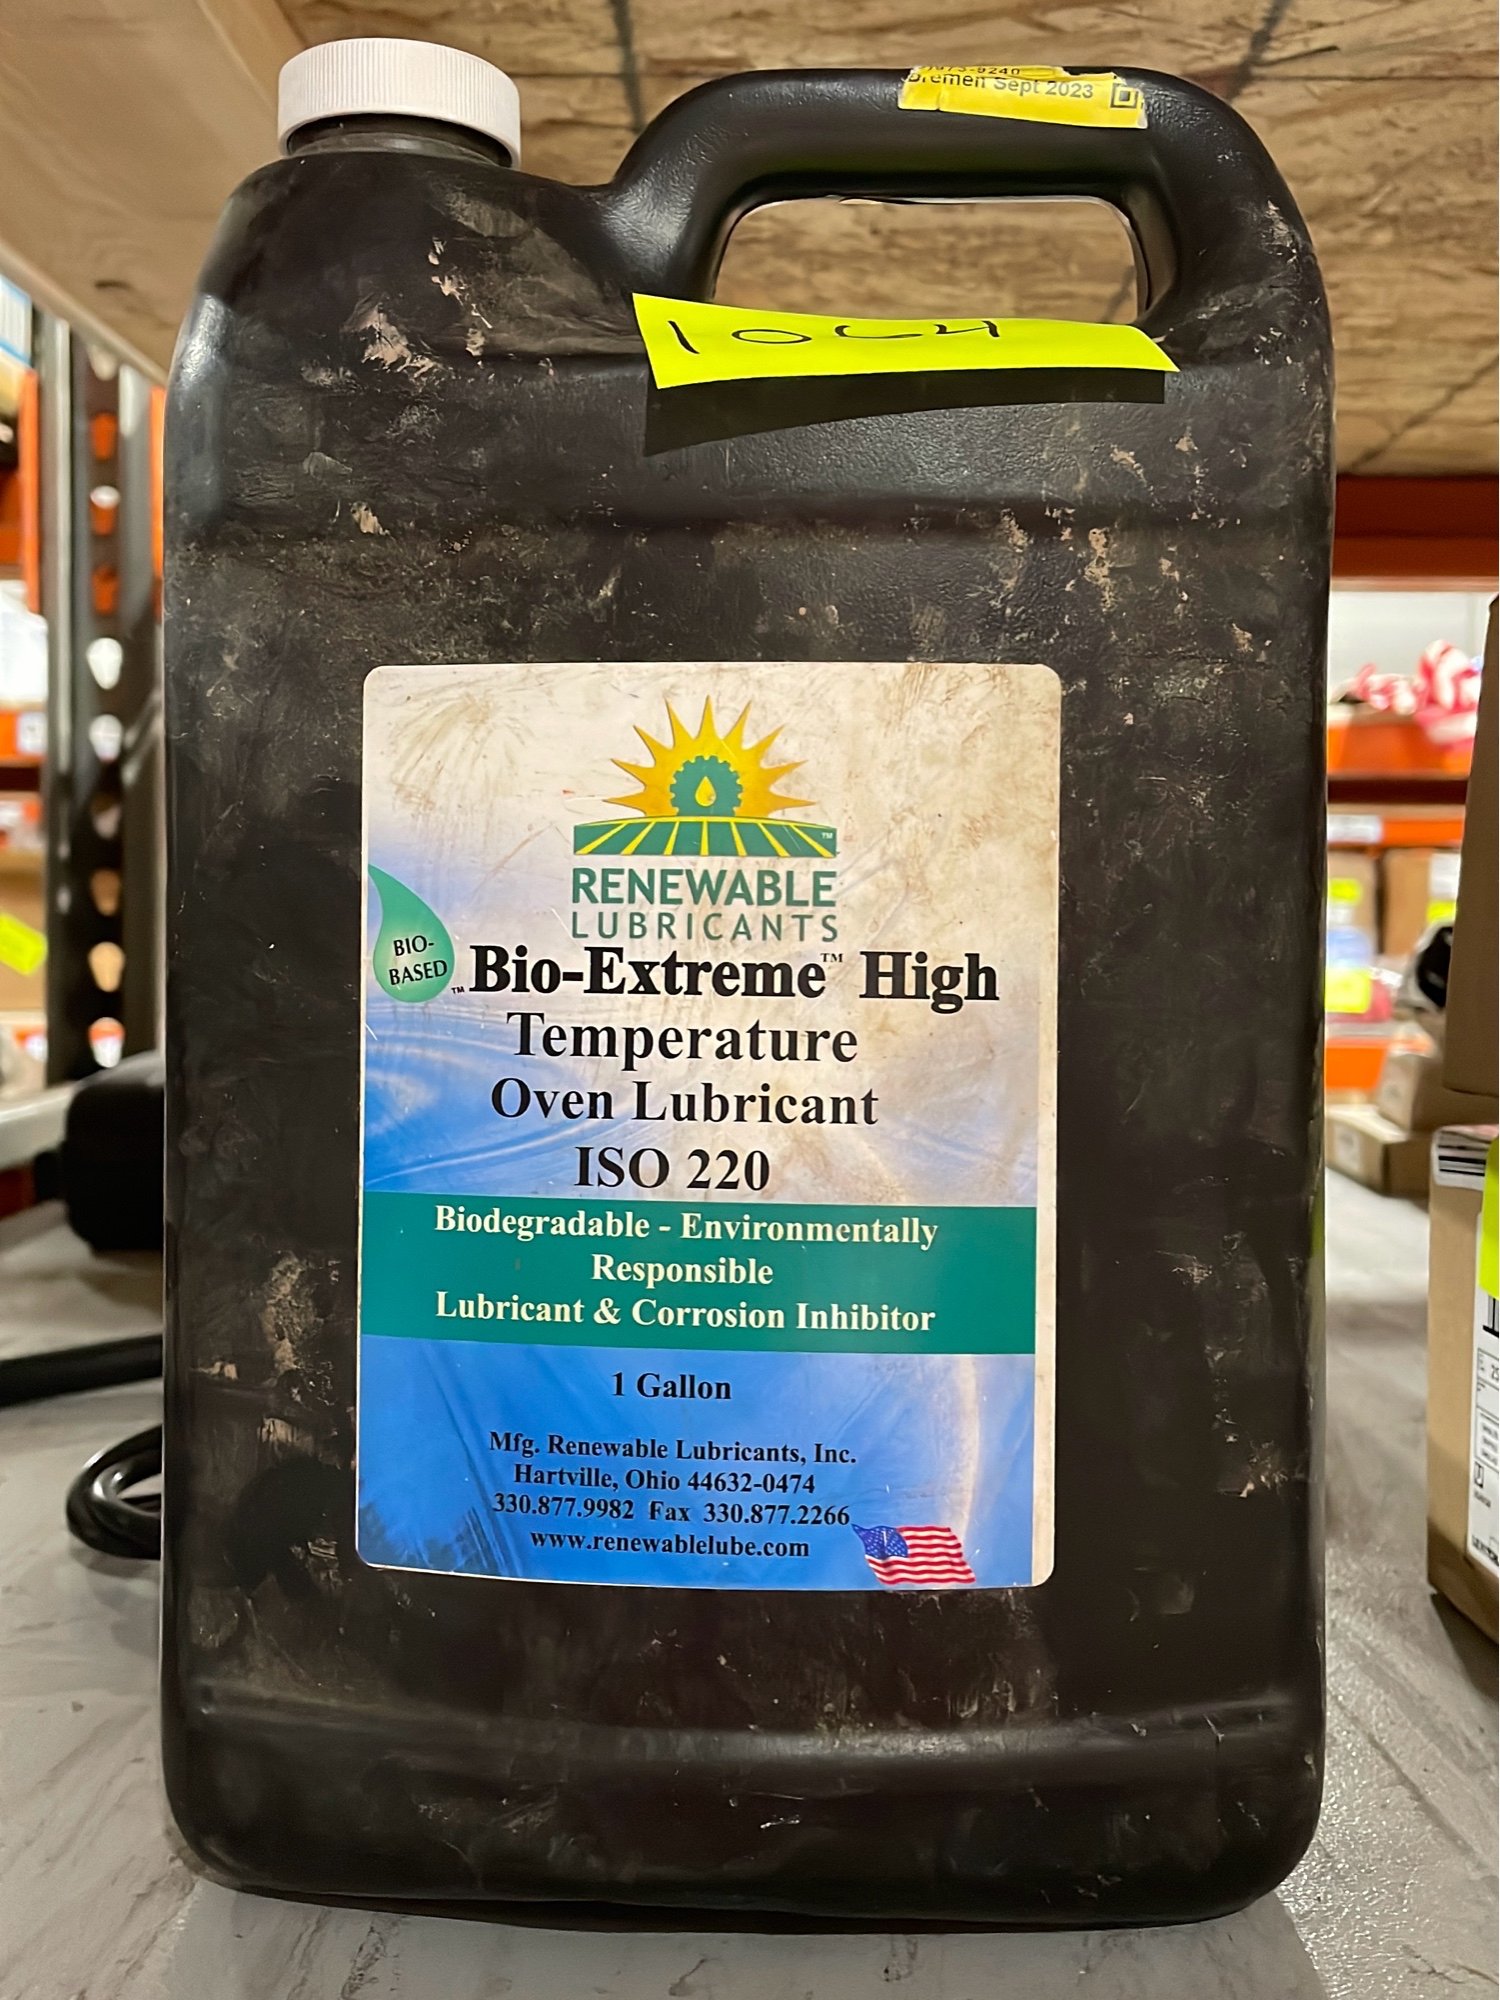 Sept 2023
RENEWABLE
LUBRICANTS
BIO-
BASED
Bio-Extreme™ High
Temperature
Oven Lubricant
ISO 220
Biodegradable - Environmentally
Responsible
Lubricant & Corrosion Inhibitor
1 Gallon
Mfg. Renewable Lubricants, Inc.
Hartville, Ohio 44632-0474
330.877.9982 Fax 330.877.2266
www.renewablelube.com